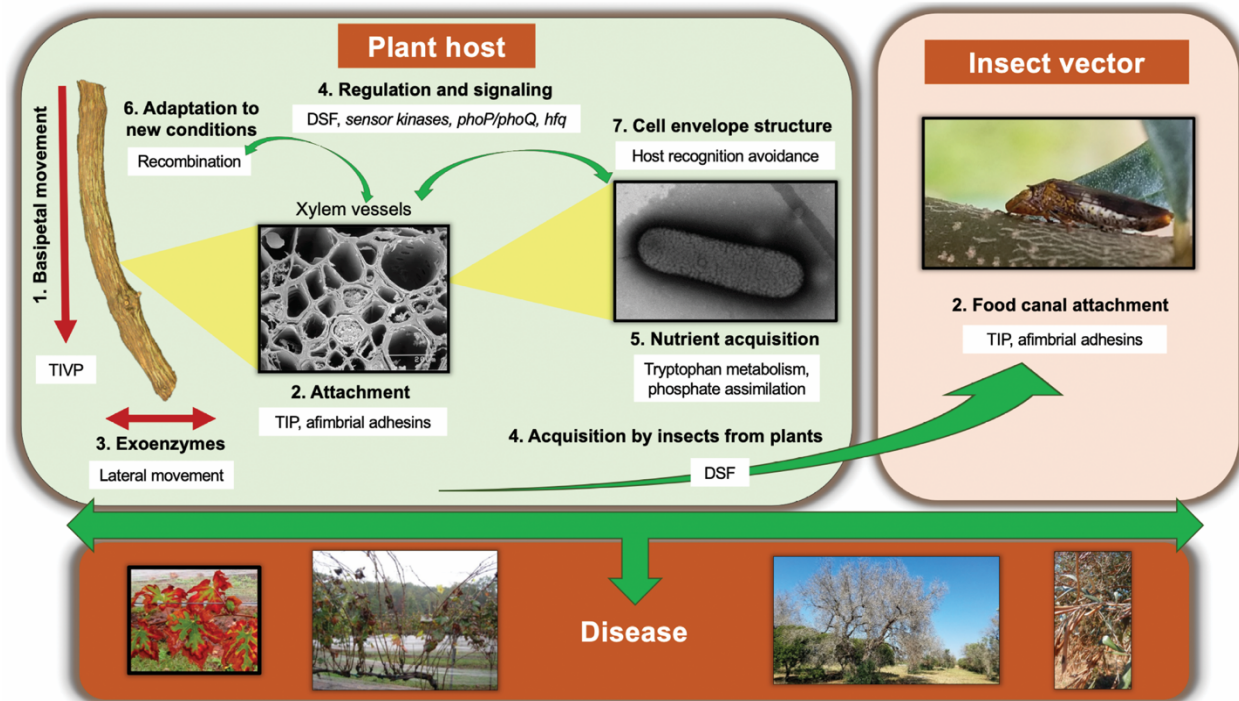 Plant host
Insect vector
1. Basipetal movement
TIVP
6. Adaptation to
new conditions
Recombination
4. Regulation and signaling
DSF, sensor kinases, phoP/phoQ, hfq
7. Cell envelope structure
Host recognition avoidance
Xylem vessels
2. Attachment
TIP, afimbrial adhesins
5. Nutrient acquisition
Tryptophan metabolism,
phosphate assimilation
3. Exoenzymes
Lateral movement
4. Acquisition by insects from plants
DSF
2. Food canal attachment
TIP, afimbrial adhesins
Disease